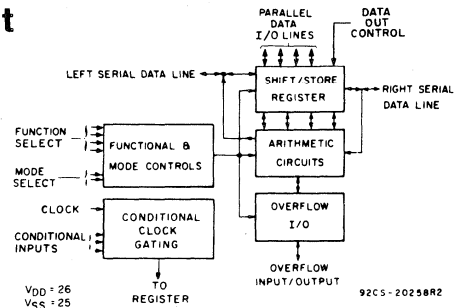 t
PARALLEL
DATA
I/O LINES
DATA
OUT
CONTROL
LEFT SERIAL DATA LINE
SHIFT/STORE
REGISTER
RIGHT SERIAL
DATA LINE
FUNCTION
SELECT
FUNCTIONAL &
MODE CONTROLS
ARITHMETIC
CIRCUITS
MODE
SELECT
CLOCK
CONDITIONAL
INPUTS
CONDITIONAL
CLOCK
GATING
OVERFLOW
I/O
TO
REGISTER
OVERFLOW
INPUT/OUTPUT
VDD = 26
VSS = 25
92CS-20258R2